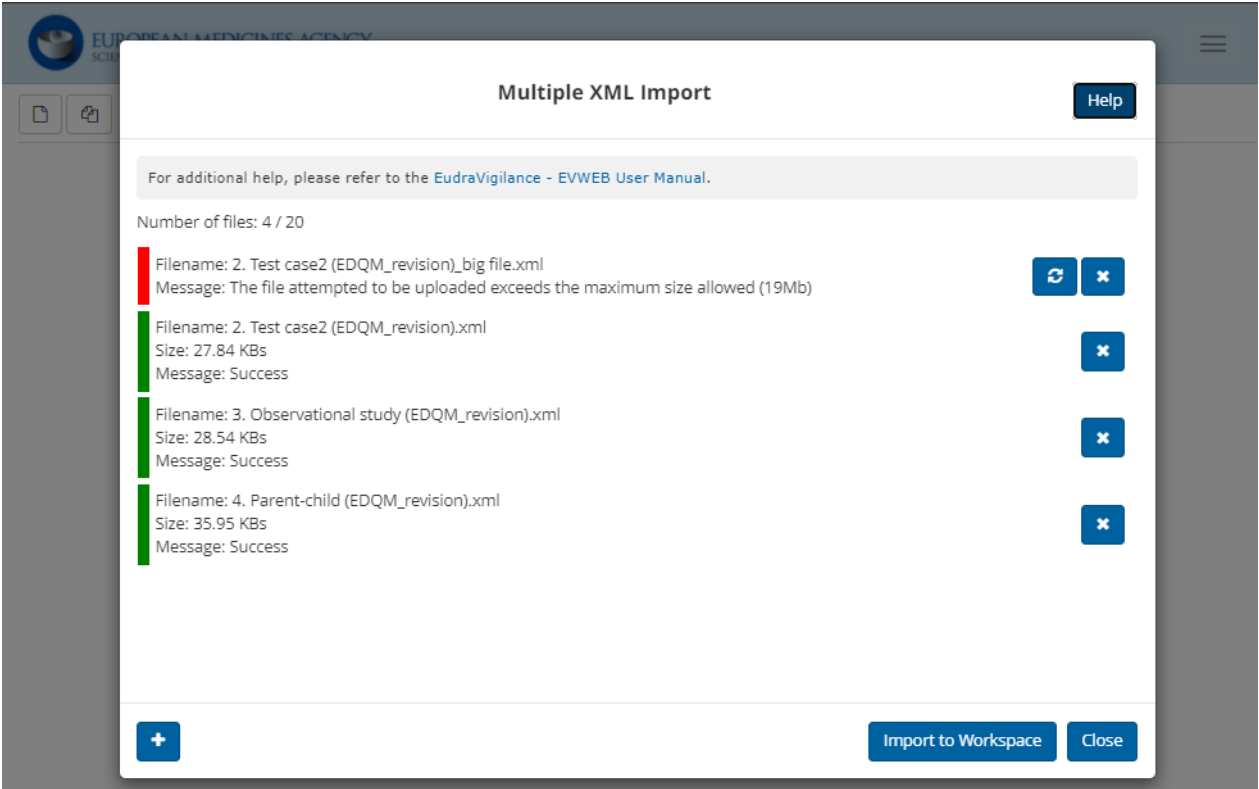 EUROPEAN MEDICINES AGENCY
Multiple XML Import
Help
For additional help, please refer to the EudraVigilance - EVWEB User Manual.
Number of files: 4 / 20
Filename: 2. Test case2 (EDQM_revision)_big file.xml
Message: The file attempted to be uploaded exceeds the maximum size allowed (19Mb)
Filename: 2. Test case2 (EDQM_revision).xml
Size: 27.84 KBs
Message: Success
Filename: 3. Observational study (EDQM_revision).xml
Size: 28.54 KBs
Message: Success
Filename: 4. Parent-child (EDQM_revision).xml
Size: 35.95 KBs
Message: Success
Import to Workspace Close